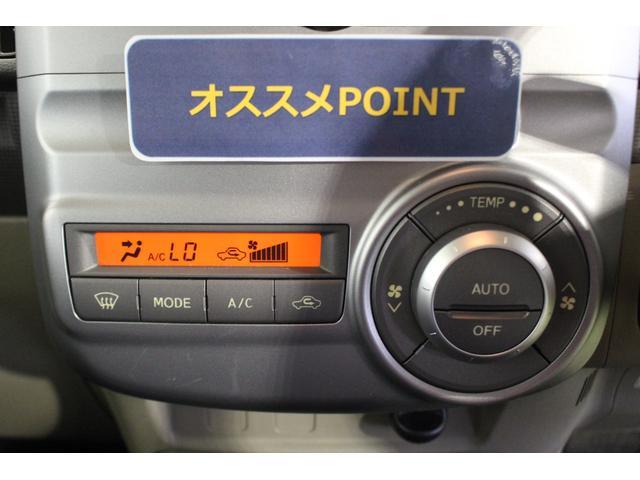 オススメPOINT
TEMP
A/C LO
AUTO
MODE
A/C
OFF